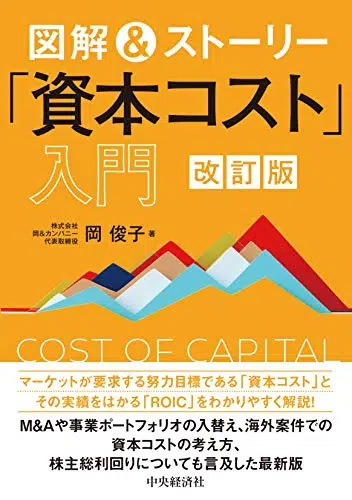 図解&ストーリー
「資本コスト」
入門 改訂版
株式会社
岡&カンパニー
代表取締役
岡 俊子 著
COST OF CAPITAL
マーケットが要求する努力目標である「資本コスト」と
その実績をはかる「ROIC」をわかりやすく解説!
M&Aや事業ポートフォリオの入替え、海外案件での
資本コストの考え方、
株主総利回りについても言及した最新版
中央経済社